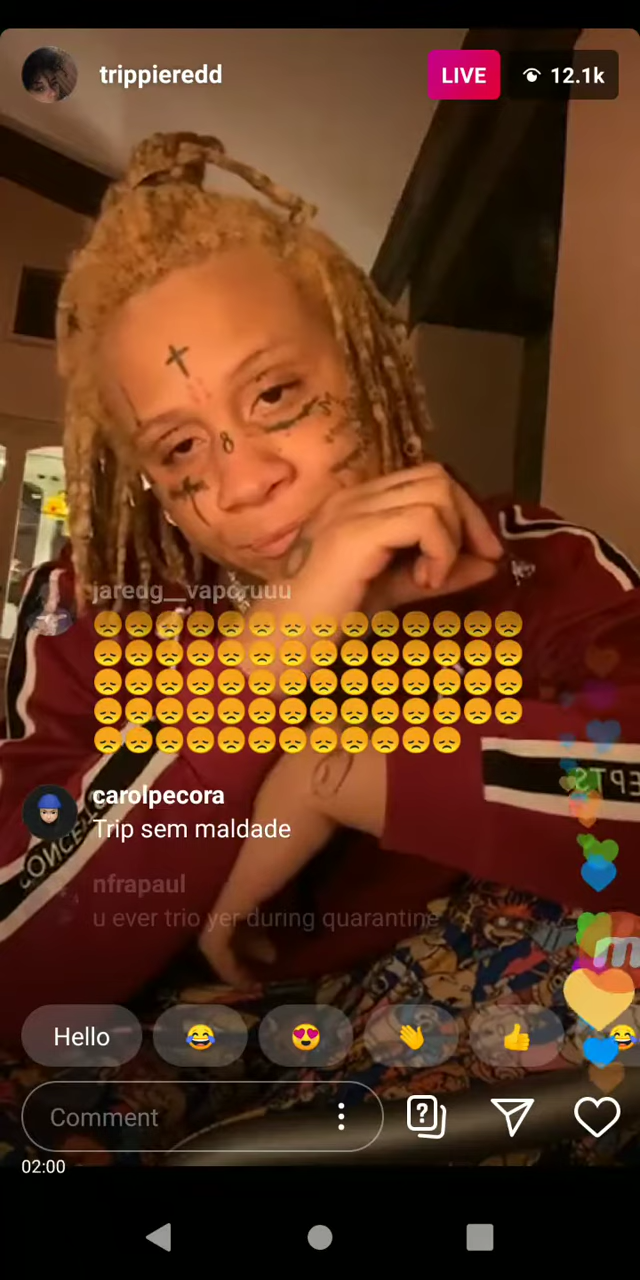 trippieredd
LIVE
12.1k
jaredg__vaporuuu
😞😞😞😞😞😞😞😞😞😞😞😞😞😞
😞😞😞😞😞😞😞😞😞😞😞😞😞😞
😞😞😞😞😞😞😞😞😞😞😞😞😞😞
😞😞😞😞😞😞😞😞😞😞😞😞😞😞
😞😞😞😞😞😞😞😞😞😞😞😞
carolpecora
Trip sem maldade
nfrapaul
u ever trio yer during quarantine
Hello 😂 😍 👋 👍 😂
Comment
02:00